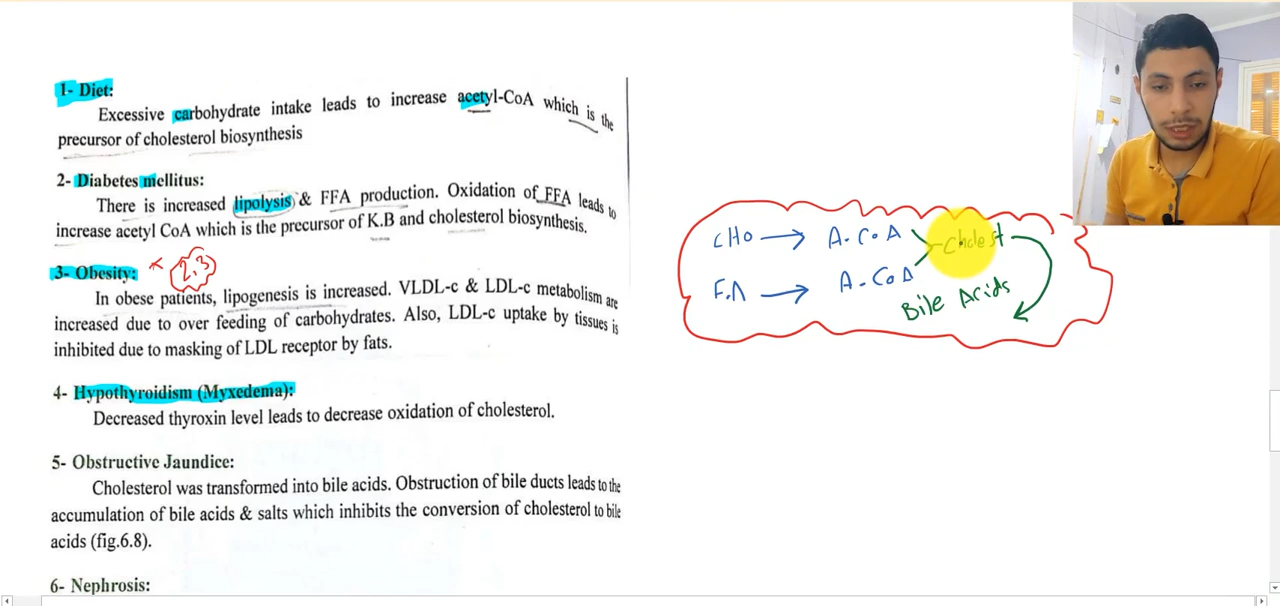 1- Diet:
Excessive carbohydrate intake leads to increase acetyl-CoA which is the
precursor of cholesterol biosynthesis
2- Diabetes mellitus:
There is increased lipolysis & FFA production. Oxidation of FFA leads to
increase acetyl CoA which is the precursor of K.B and cholesterol biosynthesis.
3- Obesity: × 2,3
In obese patients, lipogenesis is increased. VLDL-c & LDL-c metabolism are
increased due to over feeding of carbohydrates. Also, LDL-c uptake by tissues is
inhibited due to masking of LDL receptor by fats.
4- Hypothyroidism (Myxedema):
Decreased thyroxin level leads to decrease oxidation of cholesterol.
5- Obstructive Jaundice:
Cholesterol was transformed into bile acids. Obstruction of bile ducts leads to the
accumulation of bile acids & salts which inhibits the conversion of cholesterol to bile
acids (fig.6.8).
6- Nephrosis:
CHO → A.CoA
Cholest
F.A → A.CoA
Bile Acids